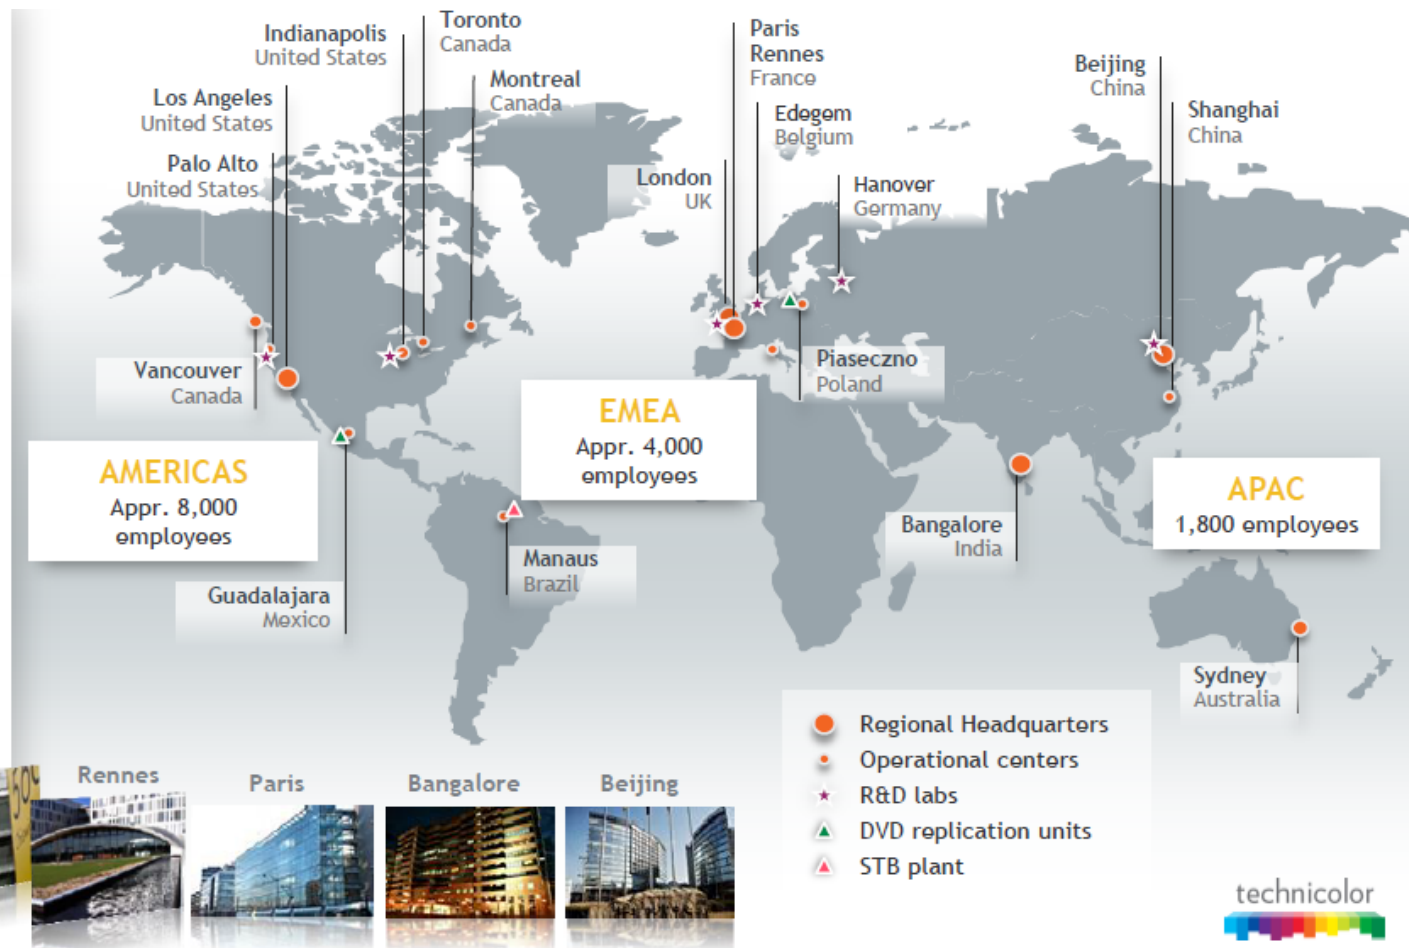 Toronto
Canada
Indianapolis
United States
Montreal
Canada
Los Angeles
United States
Palo Alto
United States
Paris
Rennes
France
Edegem
Belgium
London
UK
Hanover
Germany
Beijing
China
Shanghai
China
Vancouver
Canada
Piaseczno
Poland
AMERICAS
Appr. 8,000
employees
EMEA
Appr. 4,000
employees
APAC
1,800 employees
Bangalore
India
Manaus
Brazil
Guadalajara
Mexico
Sydney
Australia
Regional Headquarters
Operational centers
R&D labs
DVD replication units
STB plant
Rennes
Paris
Bangalore
Beijing
technicolor